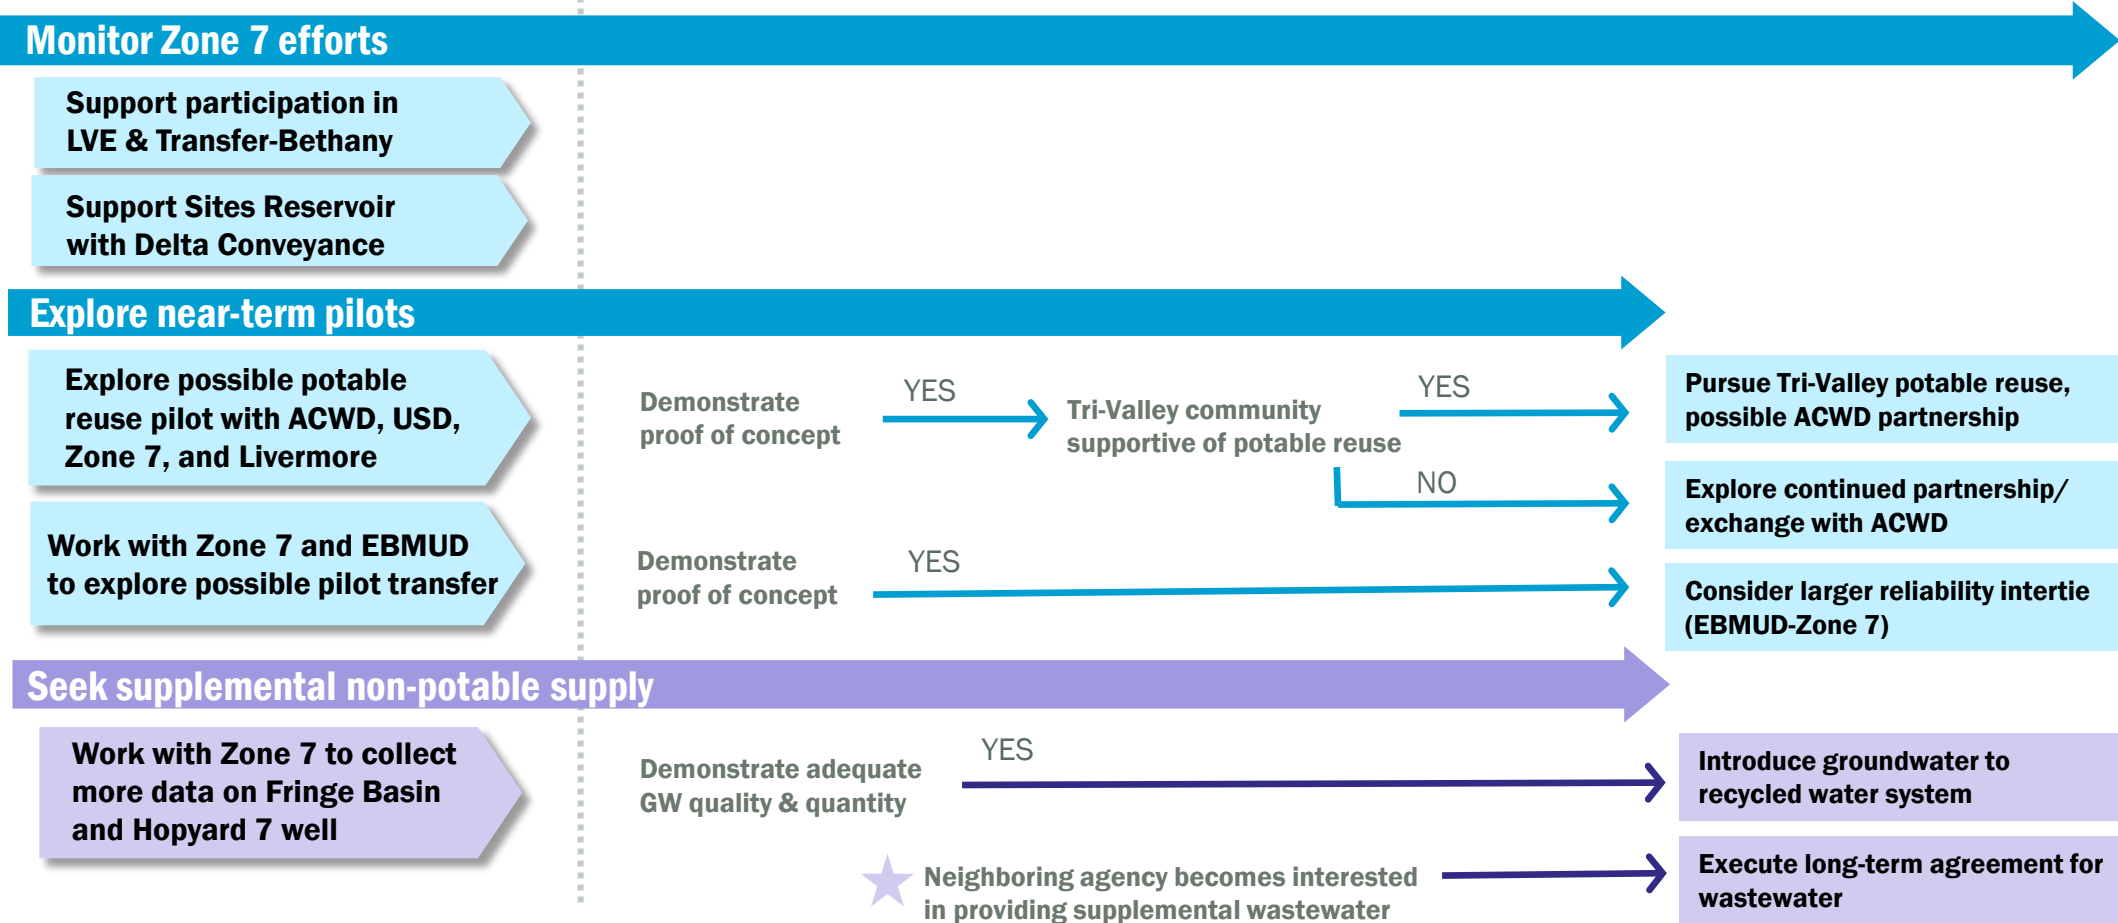 Monitor Zone 7 efforts
Support participation in
LVE & Transfer-Bethany
Support Sites Reservoir
with Delta Conveyance
Explore near-term pilots
Explore possible potable
reuse pilot with ACWD, USD,
Zone 7, and Livermore
Demonstrate
proof of concept
YES
Tri-Valley community
supportive of potable reuse
YES
Pursue Tri-Valley potable reuse,
possible ACWD partnership
NO
Explore continued partnership/
exchange with ACWD
Work with Zone 7 and EBMUD
to explore possible pilot transfer
Demonstrate
proof of concept
YES
Consider larger reliability intertie
(EBMUD-Zone 7)
Seek supplemental non-potable supply
Work with Zone 7 to collect
more data on Fringe Basin
and Hopyard 7 well
Demonstrate adequate
GW quality & quantity
YES
Introduce groundwater to
recycled water system
Neighboring agency becomes interested
in providing supplemental wastewater
Execute long-term agreement for
wastewater